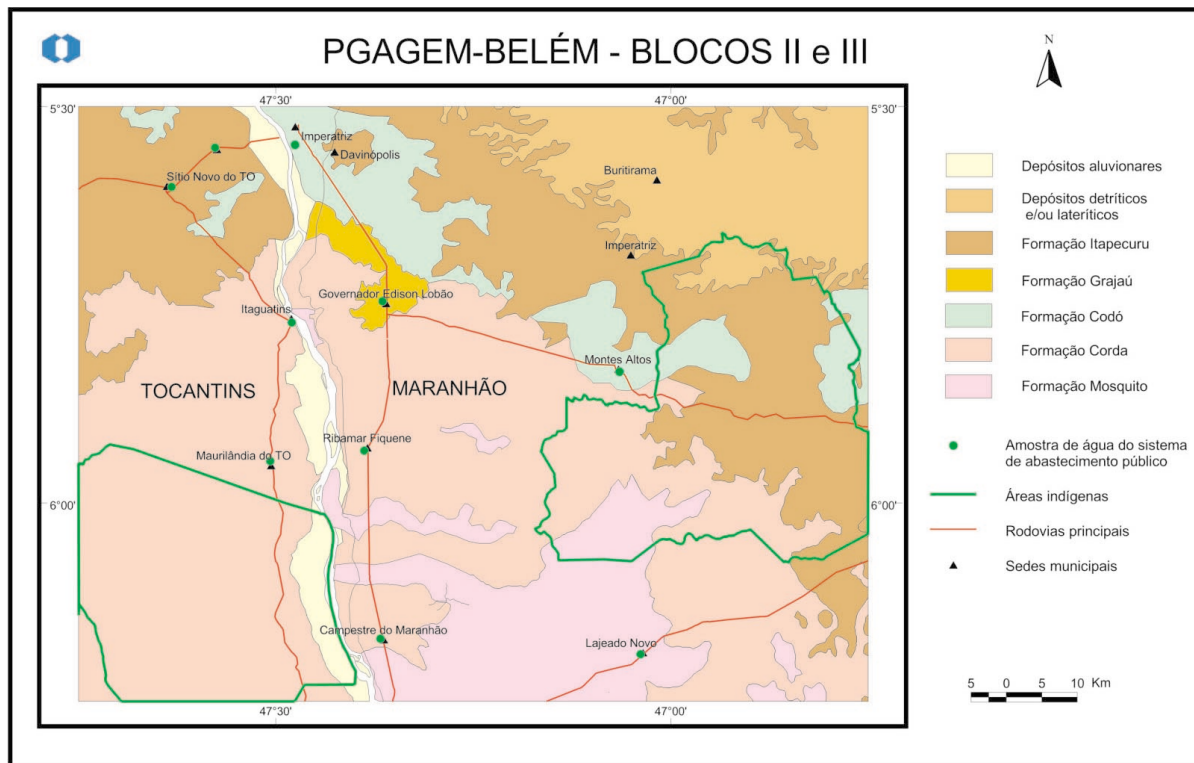 PGAGEM-BELÉM - BLOCOS II e III
N
47°30' 47°00'
5°30' 5°30'
Imperatriz
Davinópolis
Sítio Novo do TO
Buritirama
Imperatriz
Governador Edison Lobão
Itaguatins
Montes Altos
TOCANTINS MARANHÃO
Ribamar Fiquene
Maurilândia do TO
6°00' 6°00'
Campestre do Maranhão
Lajeado Novo
47°30' 47°00'
Depósitos aluvionares
Depósitos detríticos
e/ou lateríticos
Formação Itapecuru
Formação Grajaú
Formação Codó
Formação Corda
Formação Mosquito
Amostra de água do sistema
de abastecimento público
Áreas indígenas
Rodovias principais
Sedes municipais
5 0 5 10 Km